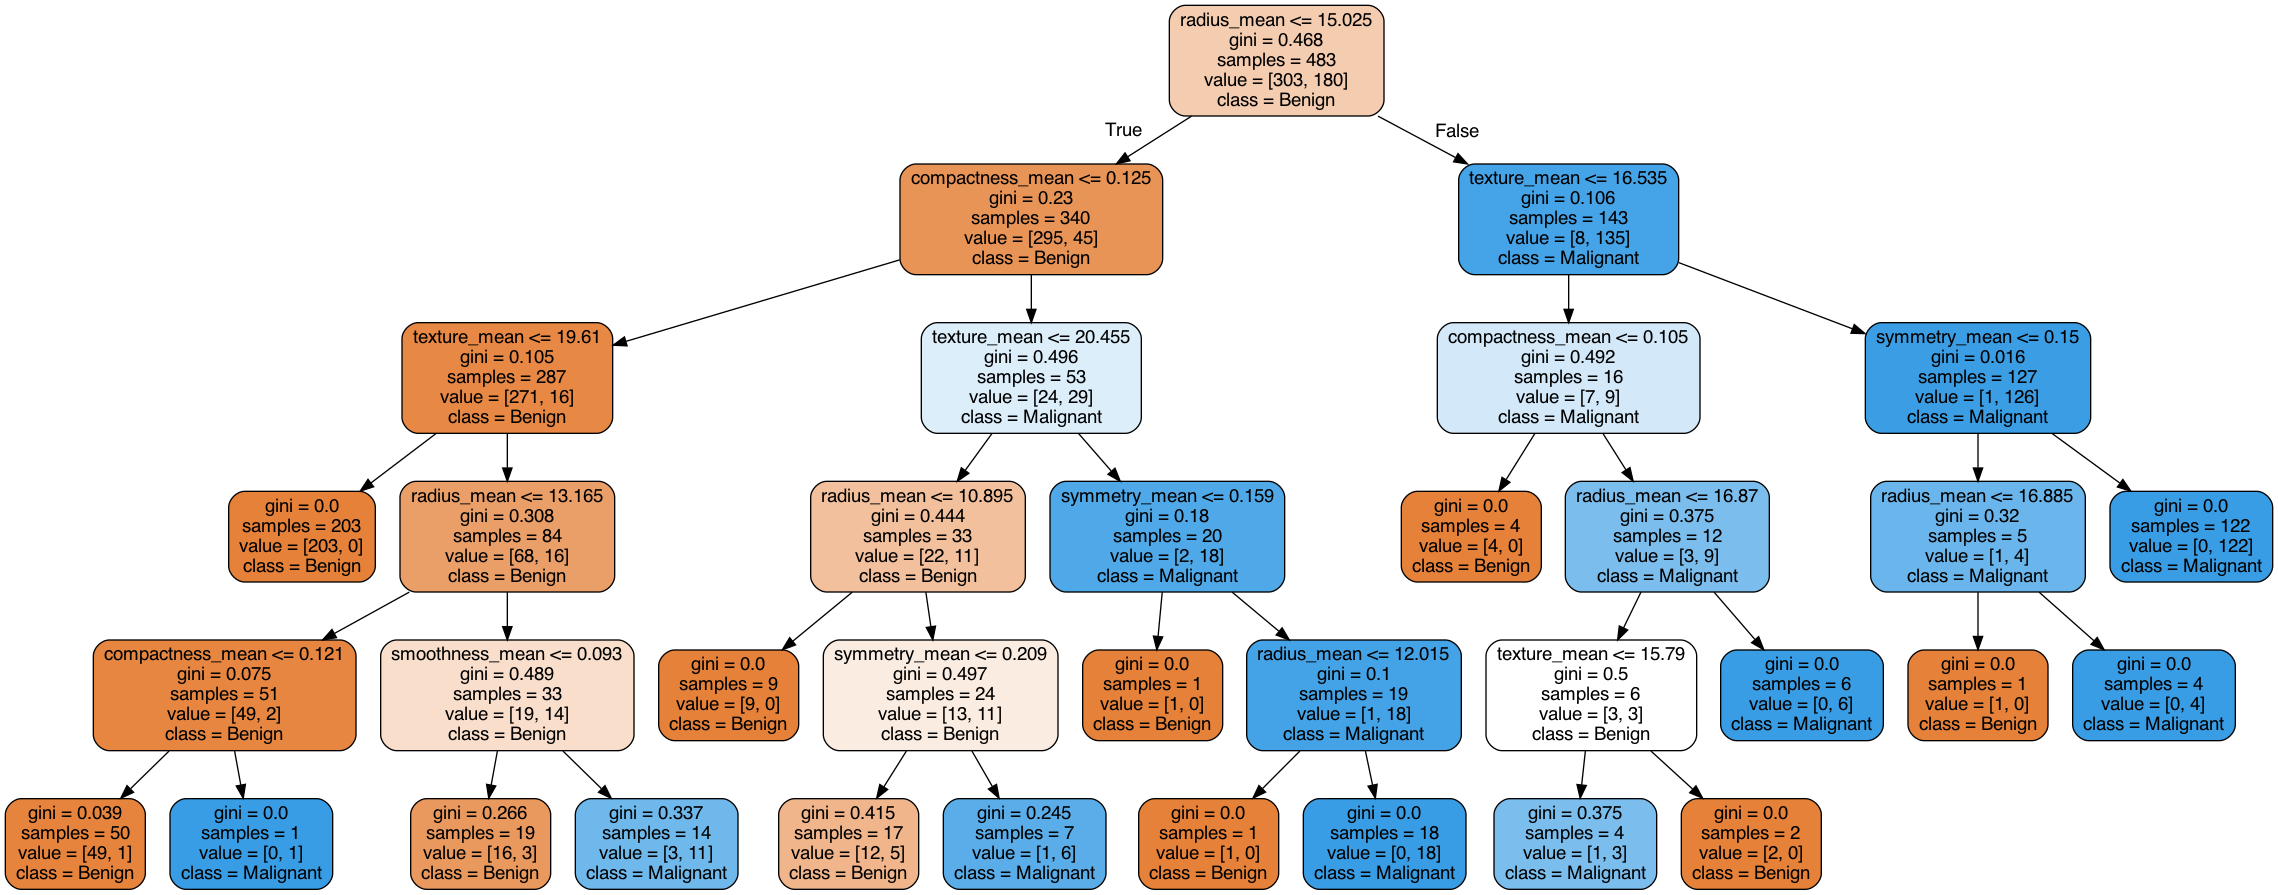 radius_mean <= 15.025
gini = 0.468
samples = 483
value = [303, 180]
class = Benign
True
False
compactness_mean <= 0.125
gini = 0.23
samples = 340
value = [295, 45]
class = Benign
texture_mean <= 16.535
gini = 0.106
samples = 143
value = [8, 135]
class = Malignant
texture_mean <= 19.61
gini = 0.105
samples = 287
value = [271, 16]
class = Benign
texture_mean <= 20.455
gini = 0.496
samples = 53
value = [24, 29]
class = Malignant
compactness_mean <= 0.105
gini = 0.492
samples = 16
value = [7, 9]
class = Malignant
symmetry_mean <= 0.15
gini = 0.016
samples = 127
value = [1, 126]
class = Malignant
gini = 0.0
samples = 203
value = [203, 0]
class = Benign
radius_mean <= 13.165
gini = 0.308
samples = 84
value = [68, 16]
class = Benign
radius_mean <= 10.895
gini = 0.444
samples = 33
value = [22, 11]
class = Benign
symmetry_mean <= 0.159
gini = 0.18
samples = 20
value = [2, 18]
class = Malignant
gini = 0.0
samples = 4
value = [4, 0]
class = Benign
radius_mean <= 16.87
gini = 0.375
samples = 12
value = [3, 9]
class = Malignant
radius_mean <= 16.885
gini = 0.32
samples = 5
value = [1, 4]
class = Malignant
gini = 0.0
samples = 122
value = [0, 122]
class = Malignant
compactness_mean <= 0.121
gini = 0.075
samples = 51
value = [49, 2]
class = Benign
smoothness_mean <= 0.093
gini = 0.489
samples = 33
value = [19, 14]
class = Benign
gini = 0.0
samples = 9
value = [9, 0]
class = Benign
symmetry_mean <= 0.209
gini = 0.497
samples = 24
value = [13, 11]
class = Benign
gini = 0.0
samples = 1
value = [1, 0]
class = Benign
radius_mean <= 12.015
gini = 0.1
samples = 19
value = [1, 18]
class = Malignant
texture_mean <= 15.79
gini = 0.5
samples = 6
value = [3, 3]
class = Benign
gini = 0.0
samples = 6
value = [0, 6]
class = Malignant
gini = 0.0
samples = 1
value = [1, 0]
class = Benign
gini = 0.0
samples = 4
value = [0, 4]
class = Malignant
gini = 0.039
samples = 50
value = [49, 1]
class = Benign
gini = 0.0
samples = 1
value = [0, 1]
class = Malignant
gini = 0.266
samples = 19
value = [16, 3]
class = Benign
gini = 0.337
samples = 14
value = [3, 11]
class = Malignant
gini = 0.415
samples = 17
value = [12, 5]
class = Benign
gini = 0.245
samples = 7
value = [1, 6]
class = Malignant
gini = 0.0
samples = 1
value = [1, 0]
class = Benign
gini = 0.0
samples = 18
value = [0, 18]
class = Malignant
gini = 0.375
samples = 4
value = [1, 3]
class = Malignant
gini = 0.0
samples = 2
value = [2, 0]
class = Benign